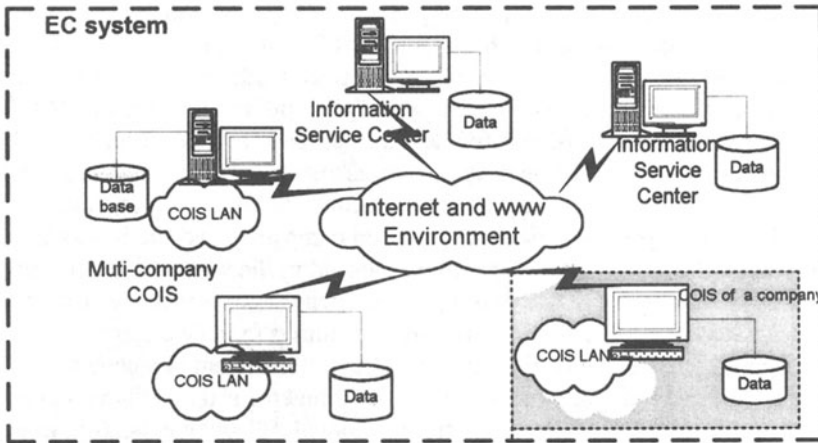 EC system
Information
Service Center
Data
Information
Service
Center
Data
Data
base
COIS LAN
Internet and www
Environment
Muti-company
COIS
COIS LAN
Data
COIS of a company
COIS LAN
Data